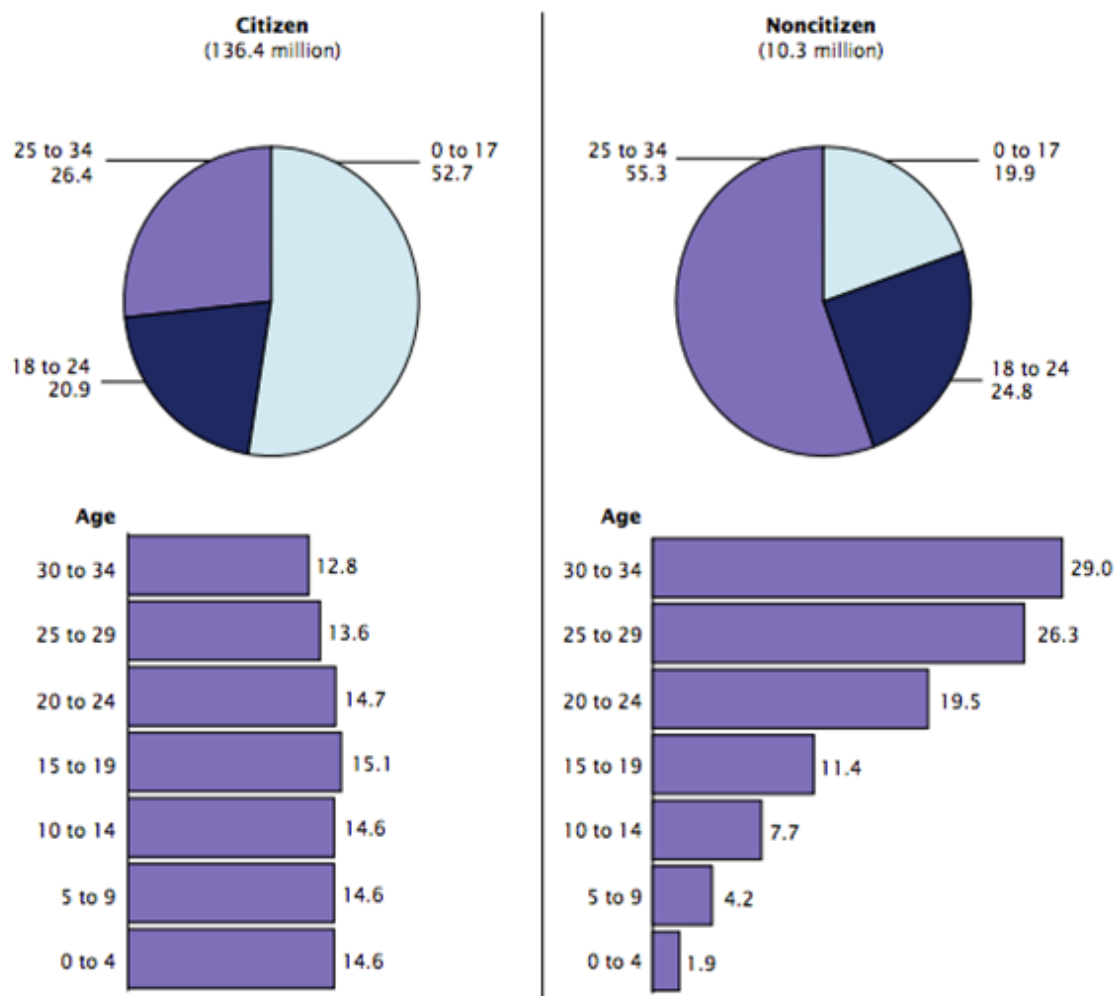 Citizen
(136.4 million)
25 to 34
26.4
0 to 17
52.7
18 to 24
20.9
Age
30 to 34
12.8
25 to 29
13.6
20 to 24
14.7
15 to 19
15.1
10 to 14
14.6
5 to 9
14.6
0 to 4
14.6
Noncitizen
(10.3 million)
25 to 34
55.3
0 to 17
19.9
18 to 24
24.8
Age
30 to 34
29.0
25 to 29
26.3
20 to 24
19.5
15 to 19
11.4
10 to 14
7.7
5 to 9
4.2
0 to 4
1.9